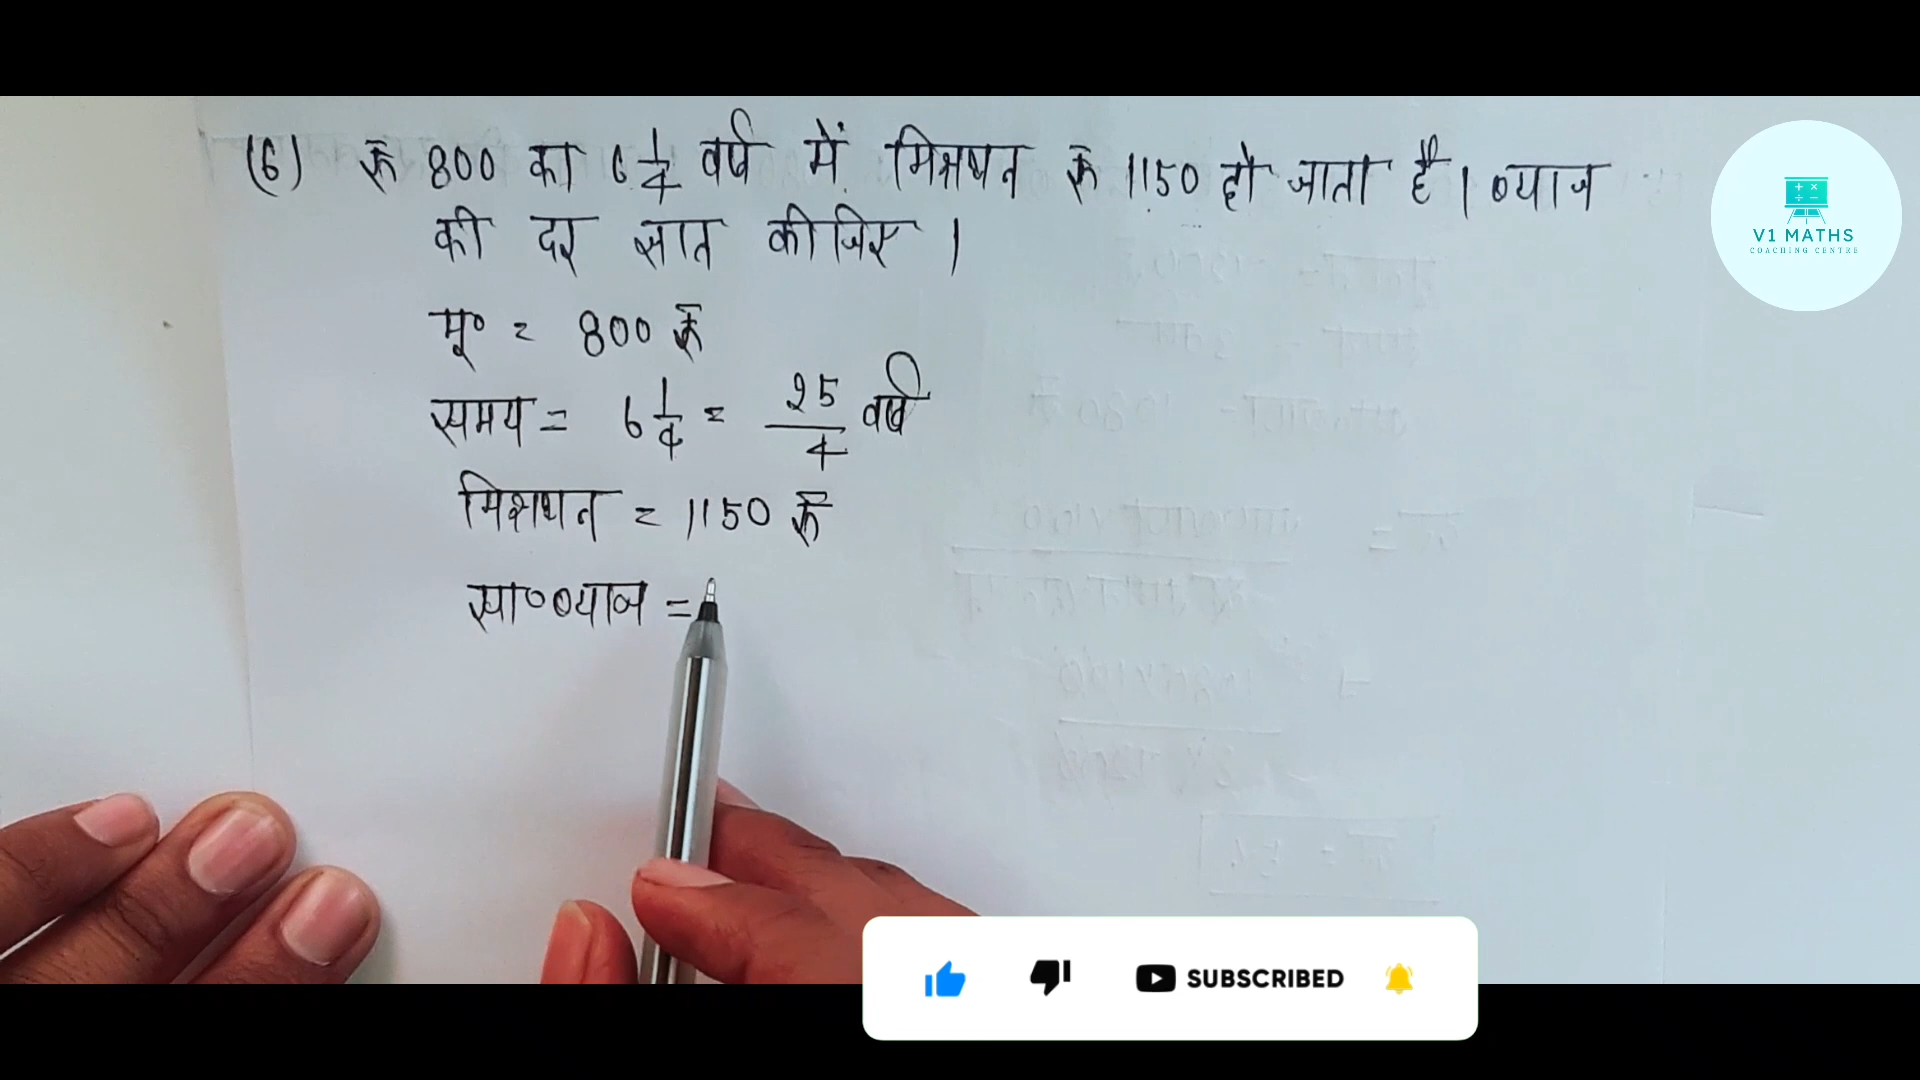 (6) रू 800 का 6 1/4 वर्ष में मिश्रधन रू 1150 हो जाता है। ब्याज
की दर ज्ञात कीजिए।
मू० = 800 रू
समय = 6 1/4 = 25/4 वर्ष
मिश्रधन = 1150 रू
सा० ब्याज =
V1 MATHS
COACHING CENTRE
SUBSCRIBED